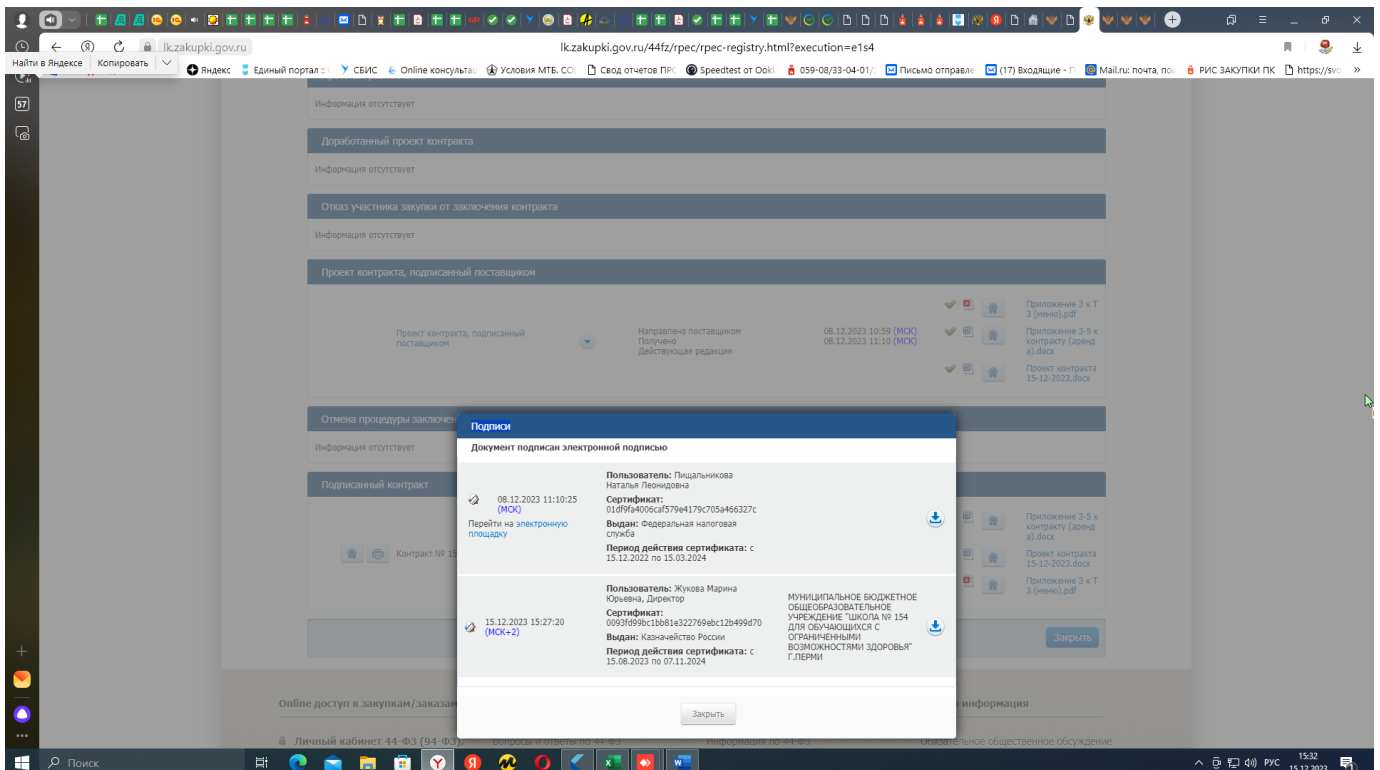 lk.zakupki.gov.ru
lk.zakupki.gov.ru/44fz/rpec/rpec-registry.html?execution=e1s4
Найти в Яндексе Копировать
Яндекс Единый портал СБИС Online консульта Условия МТБ. СО Свод отчетов ПРС Speedtest от Ookl 059-08/33-04-01/ Письмо отправле (17) Входящие - П Mail.ru: почта, по РИС ЗАКУПКИ ПК https://svo »
57
Информация отсутствует
Доработанный проект контракта
Информация отсутствует
Отказ участника закупки от заключения контракта
Информация отсутствует
Проект контракта, подписанный поставщиком
Проект контракта, подписанный
поставщиком
Направлено поставщиком
Получено
Действующая редакция
08.12.2023 10:59 (МСК)
08.12.2023 11:10 (МСК)
Приложение 3 к Т
З (меню).pdf
Приложение 3-5 к
контракту (аренд
а).docx
Проект контракта
15-12-2023.docx
Отмена процедуры заключен
Информация отсутствует
Подписанный контракт
Контракт № 15
Приложение 3-5 к
контракту (аренд
а).docx
Проект контракта
15-12-2023.docx
Приложение 3 к Т
З (меню).pdf
Закрыть
Подписи
Документ подписан электронной подписью
08.12.2023 11:10:25
(МСК)
Перейти на электронную
площадку
Пользователь: Пищальникова
Наталья Леонидовна
Сертификат:
01df9fa4006caf579e4179c705a466327c
Выдан: Федеральная налоговая
служба
Период действия сертификата: с
15.12.2022 по 15.03.2024
15.12.2023 15:27:20
(МСК+2)
Пользователь: Жукова Марина
Юрьевна, Директор
Сертификат:
0093fd99bc1bb81e322769ebc12b499d70
Выдан: Казначейство России
Период действия сертификата: с
15.08.2023 по 07.11.2024
МУНИЦИПАЛЬНОЕ БЮДЖЕТНОЕ
ОБЩЕОБРАЗОВАТЕЛЬНОЕ
УЧРЕЖДЕНИЕ "ШКОЛА № 154
ДЛЯ ОБУЧАЮЩИХСЯ С
ОГРАНИЧЕННЫМИ
ВОЗМОЖНОСТЯМИ ЗДОРОВЬЯ"
Г.ПЕРМИ
Закрыть
Online доступ к закупкам/заказам
информация
Личный кабинет 44-ФЗ (94-ФЗ),
Вопросы и ответы по 44-ФЗ
Информация по 44-ФЗ
Обязательное общественное обсуждение
Поиск
РУС
15:32
15.12.2023